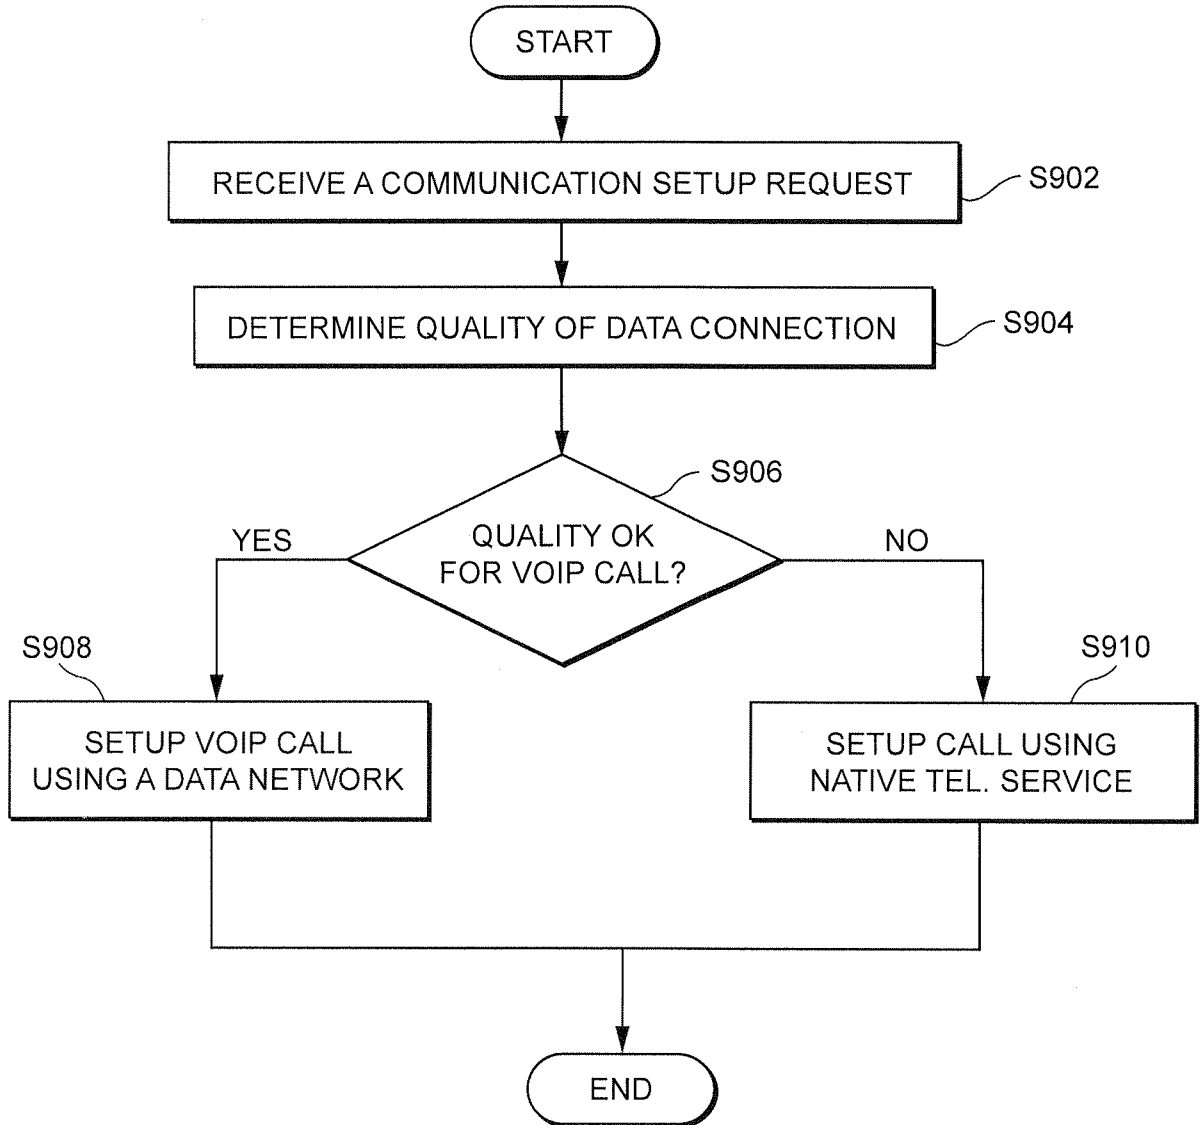 START
RECEIVE A COMMUNICATION SETUP REQUEST
S902
DETERMINE QUALITY OF DATA CONNECTION
S904
S906
QUALITY OK
FOR VOIP CALL?
YES
NO
S908
SETUP VOIP CALL
USING A DATA NETWORK
S910
SETUP CALL USING
NATIVE TEL. SERVICE
END